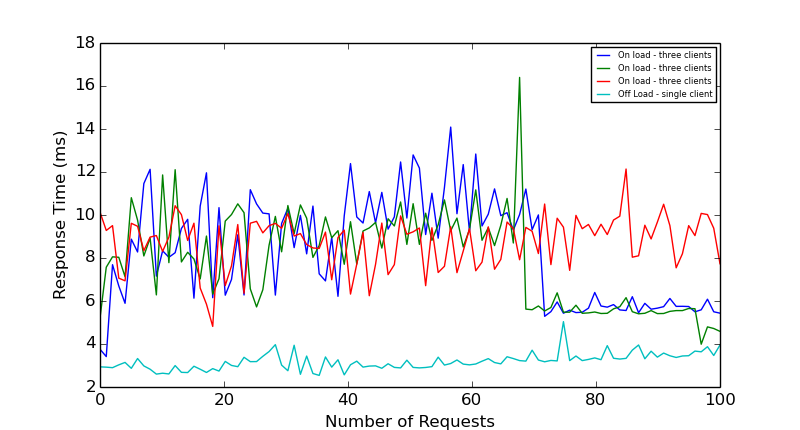 18
16
14
12
10
8
6
4
2
Response Time (ms)
0
20
40
60
80
100
Number of Requests
On load - three clients
On load - three clients
On load - three clients
Off Load - single client